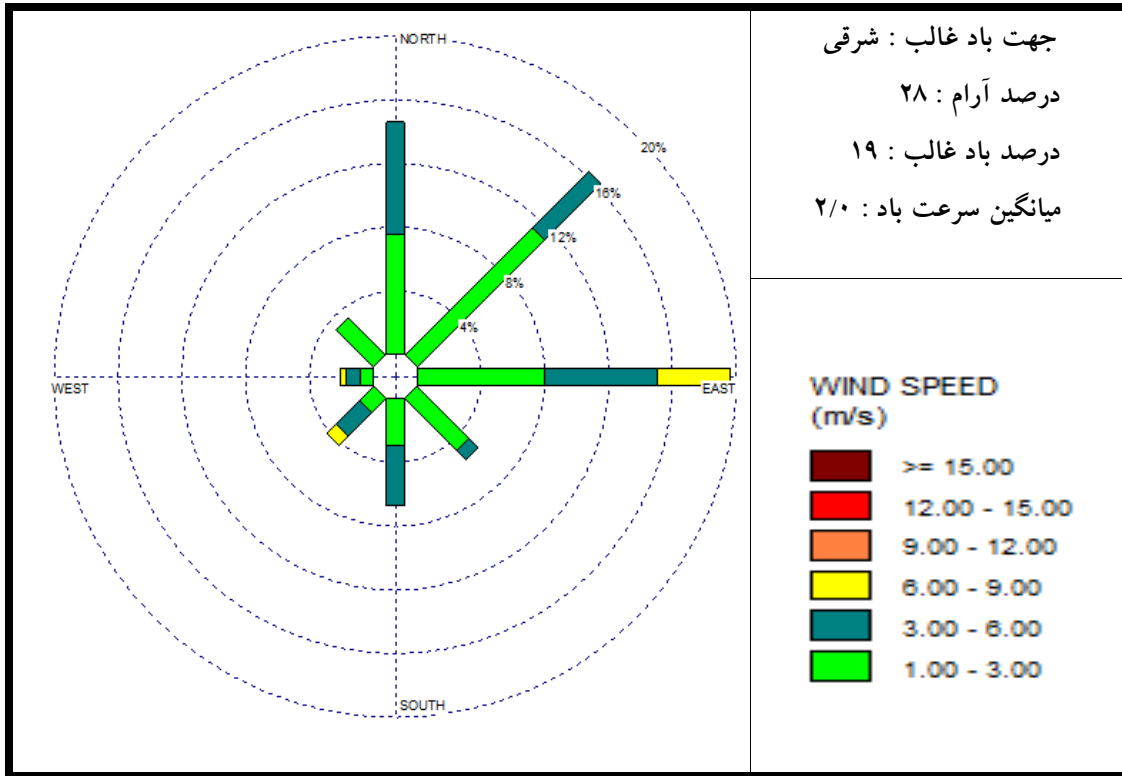 NORTH
20%
16%
12%
8%
4%
WEST
EAST
SOUTH
جهت باد غالب : شرقی
درصد آرام : ۲۸
درصد باد غالب : ۱۹
میانگین سرعت باد : ۲/۰
WIND SPEED
(m/s)
>= 15.00
12.00 - 15.00
9.00 - 12.00
6.00 - 9.00
3.00 - 6.00
1.00 - 3.00